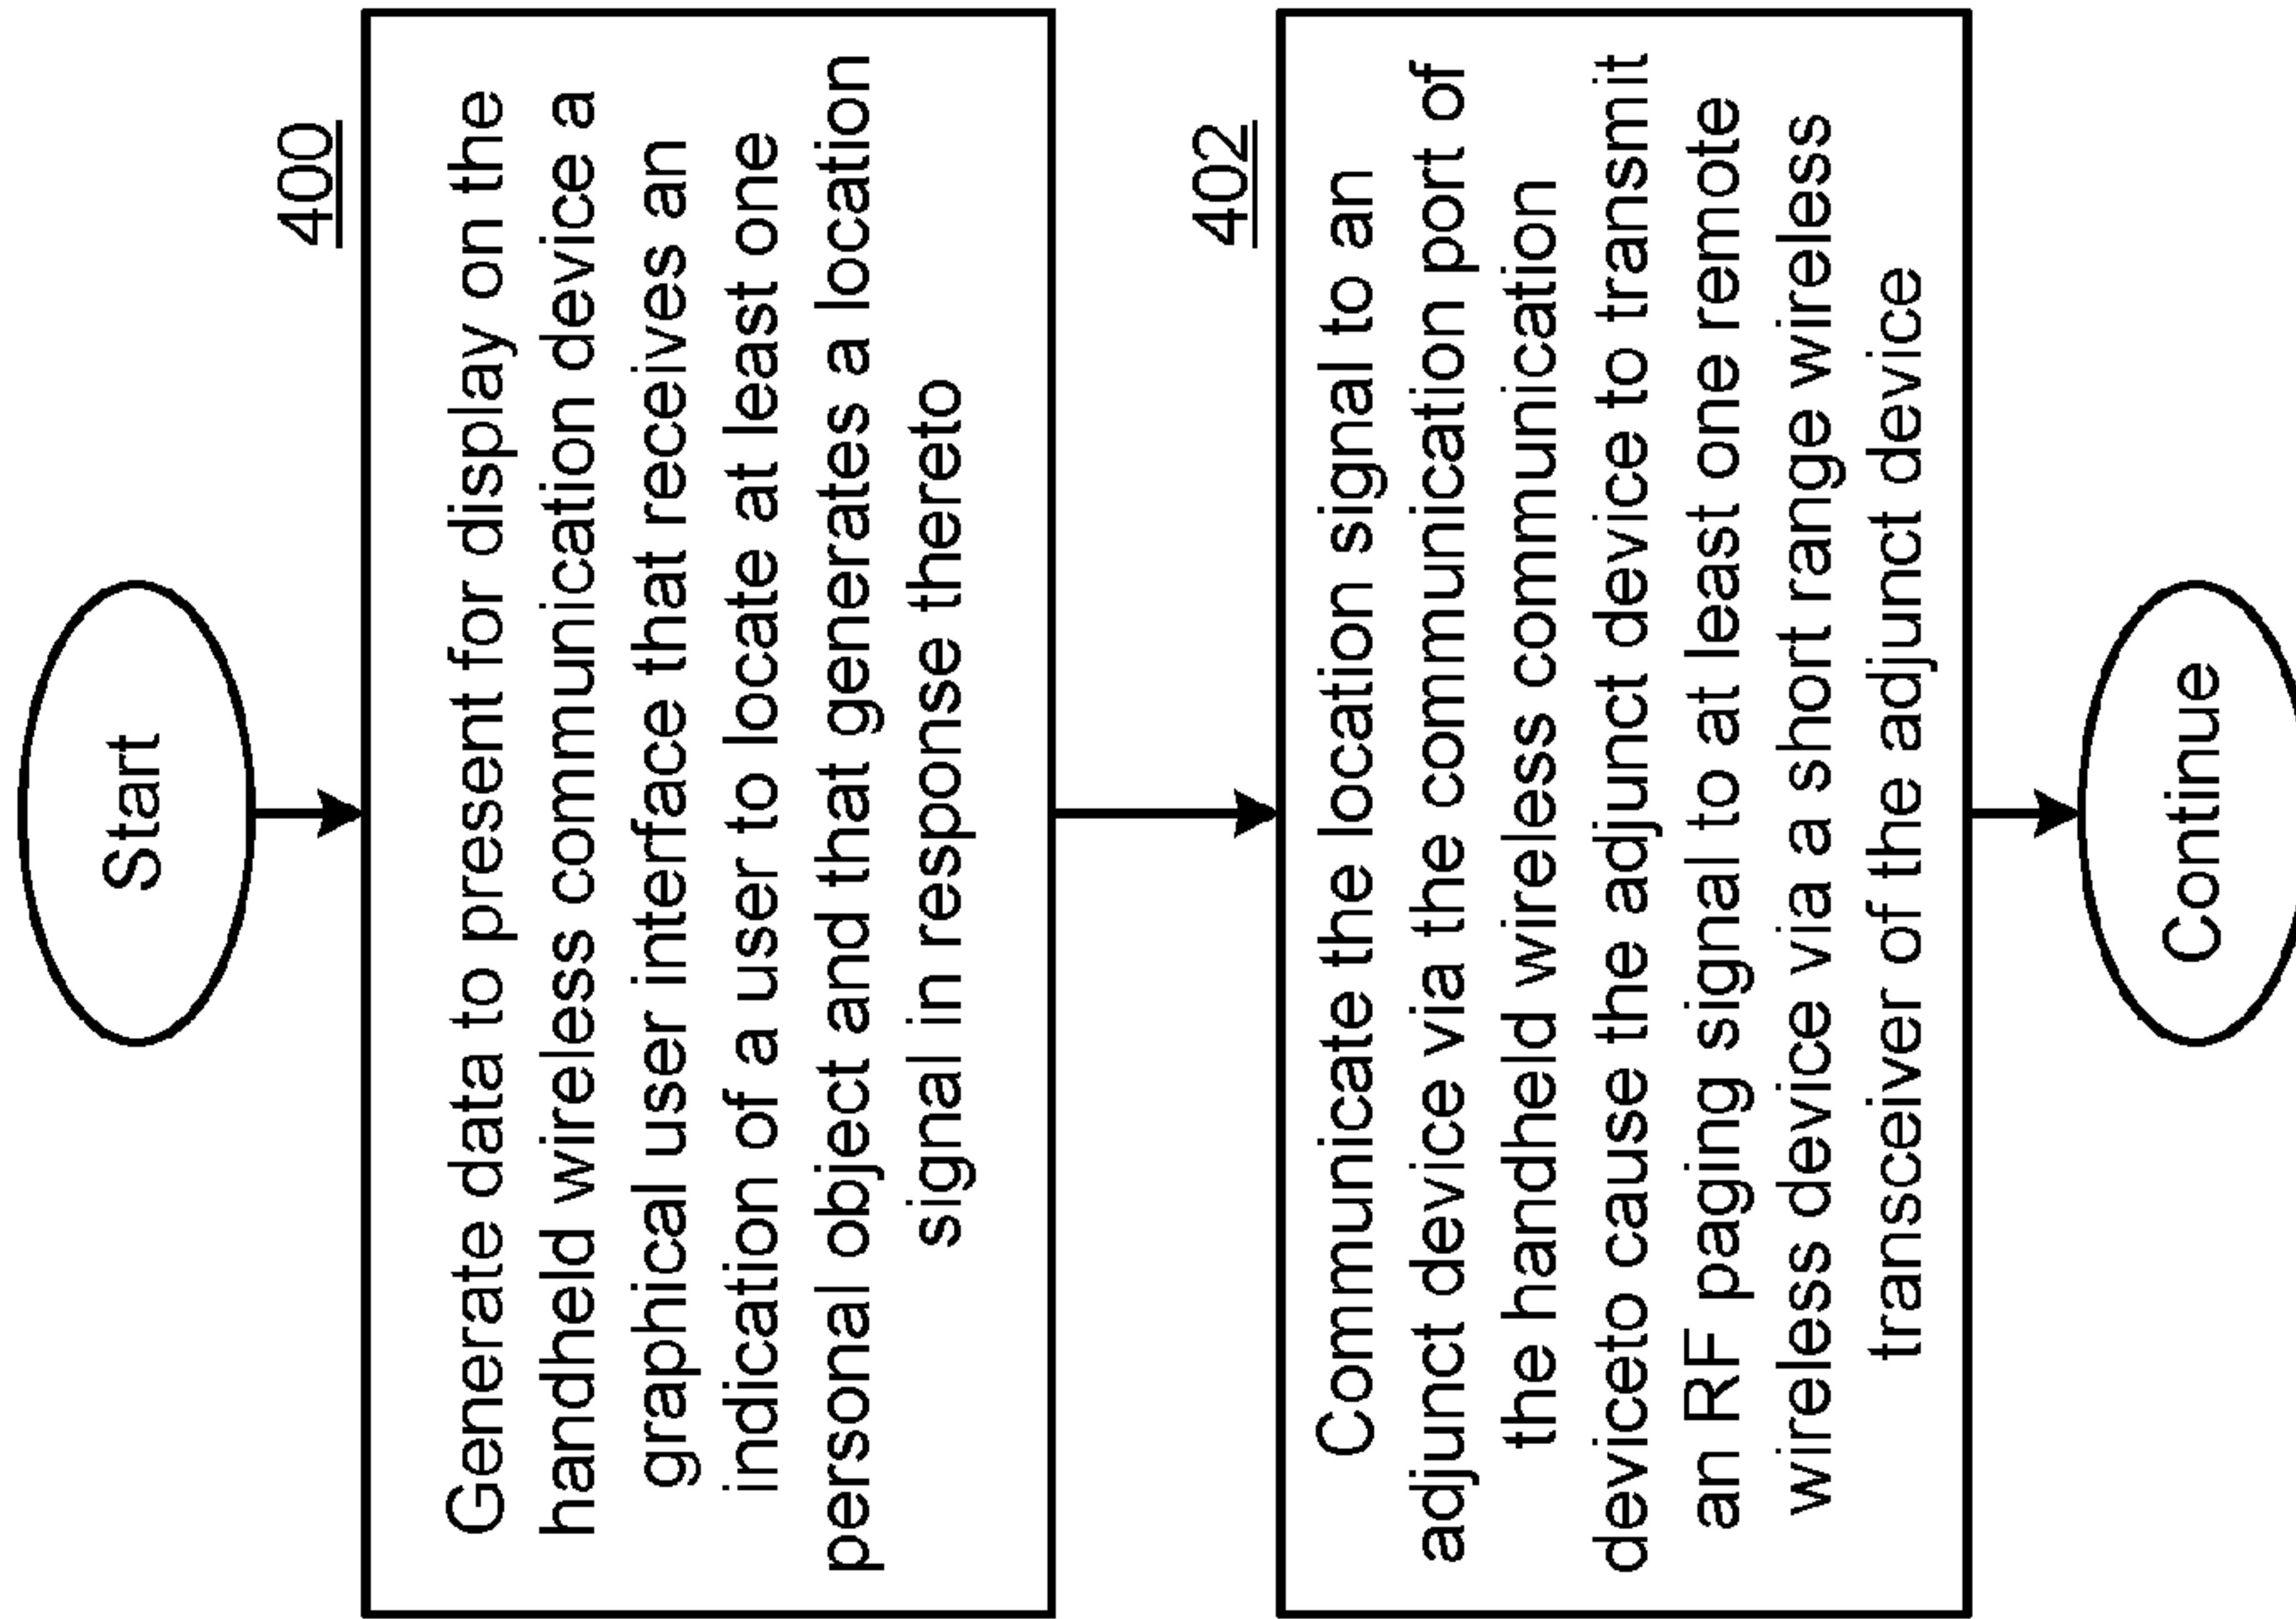 Start
400
Generate data to present for display on the
handheld wireless communication device a
graphical user interface that receives an
indication of a user to locate at least one
personal object and that generates a location
signal in response thereto
402
Communicate the location signal to an
adjunct device via the communication port of
the handheld wireless communication
deviceto cause the adjunct device to transmit
an RF paging signal to at least one remote
wireless device via a short range wireless
transceiver of the adjunct device
Continue